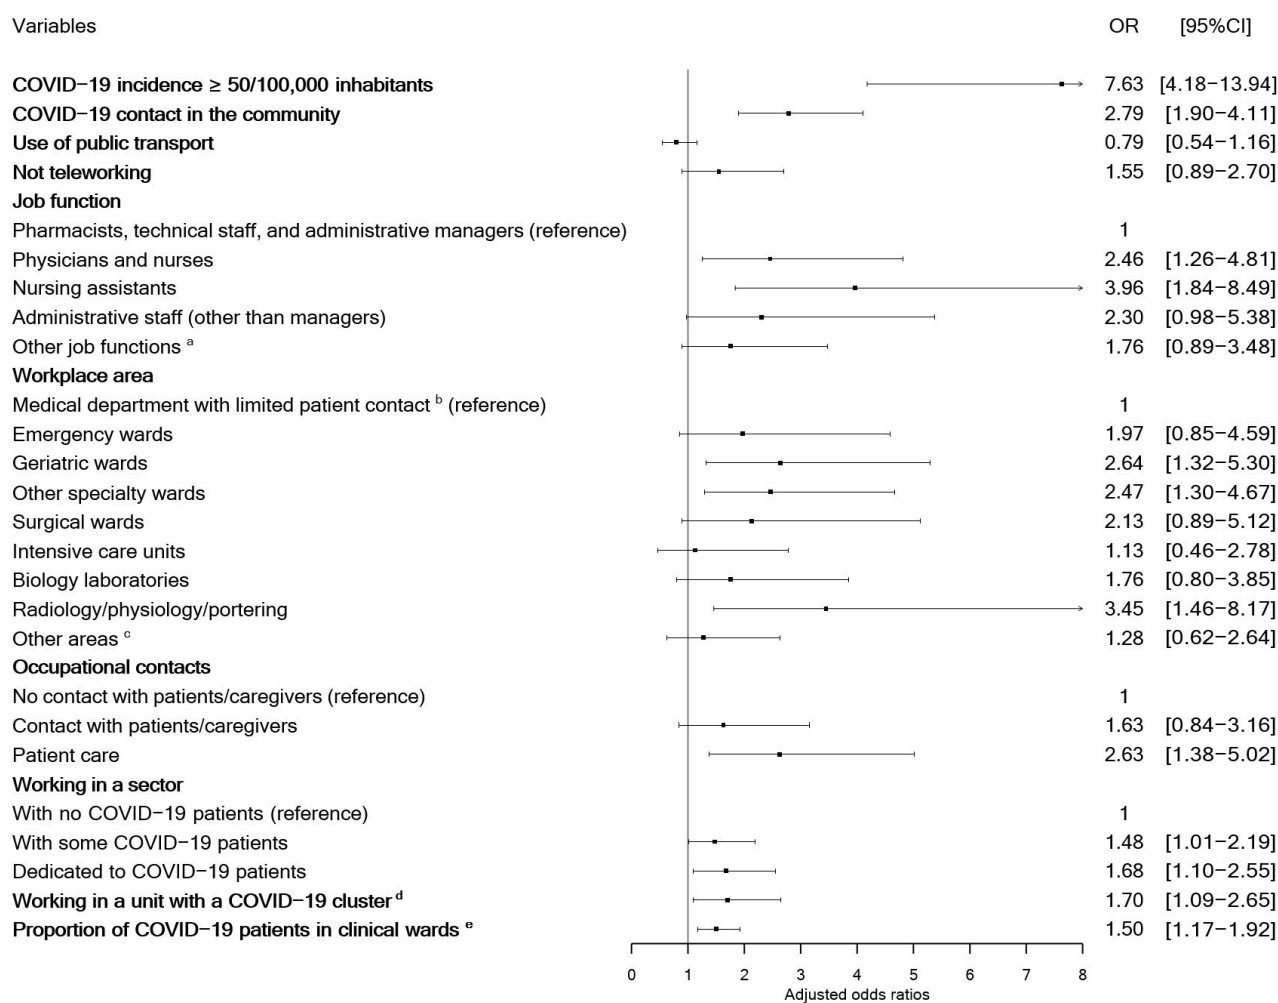 Variables OR [95%CI]
COVID−19 incidence ≥ 50/100,000 inhabitants 7.63 [4.18−13.94]
COVID−19 contact in the community 2.79 [1.90−4.11]
Use of public transport 0.79 [0.54−1.16]
Not teleworking 1.55 [0.89−2.70]
Job function
Pharmacists, technical staff, and administrative managers (reference) 1
Physicians and nurses 2.46 [1.26−4.81]
Nursing assistants 3.96 [1.84−8.49]
Administrative staff (other than managers) 2.30 [0.98−5.38]
Other job functions a 1.76 [0.89−3.48]
Workplace area
Medical department with limited patient contact b (reference) 1
Emergency wards 1.97 [0.85−4.59]
Geriatric wards 2.64 [1.32−5.30]
Other specialty wards 2.47 [1.30−4.67]
Surgical wards 2.13 [0.89−5.12]
Intensive care units 1.13 [0.46−2.78]
Biology laboratories 1.76 [0.80−3.85]
Radiology/physiology/portering 3.45 [1.46−8.17]
Other areas c 1.28 [0.62−2.64]
Occupational contacts
No contact with patients/caregivers (reference) 1
Contact with patients/caregivers 1.63 [0.84−3.16]
Patient care 2.63 [1.38−5.02]
Working in a sector
With no COVID−19 patients (reference) 1
With some COVID−19 patients 1.48 [1.01−2.19]
Dedicated to COVID−19 patients 1.68 [1.10−2.55]
Working in a unit with a COVID−19 cluster d 1.70 [1.09−2.65]
Proportion of COVID−19 patients in clinical wards e 1.50 [1.17−1.92]
0 1 2 3 4 5 6 7 8
Adjusted odds ratios